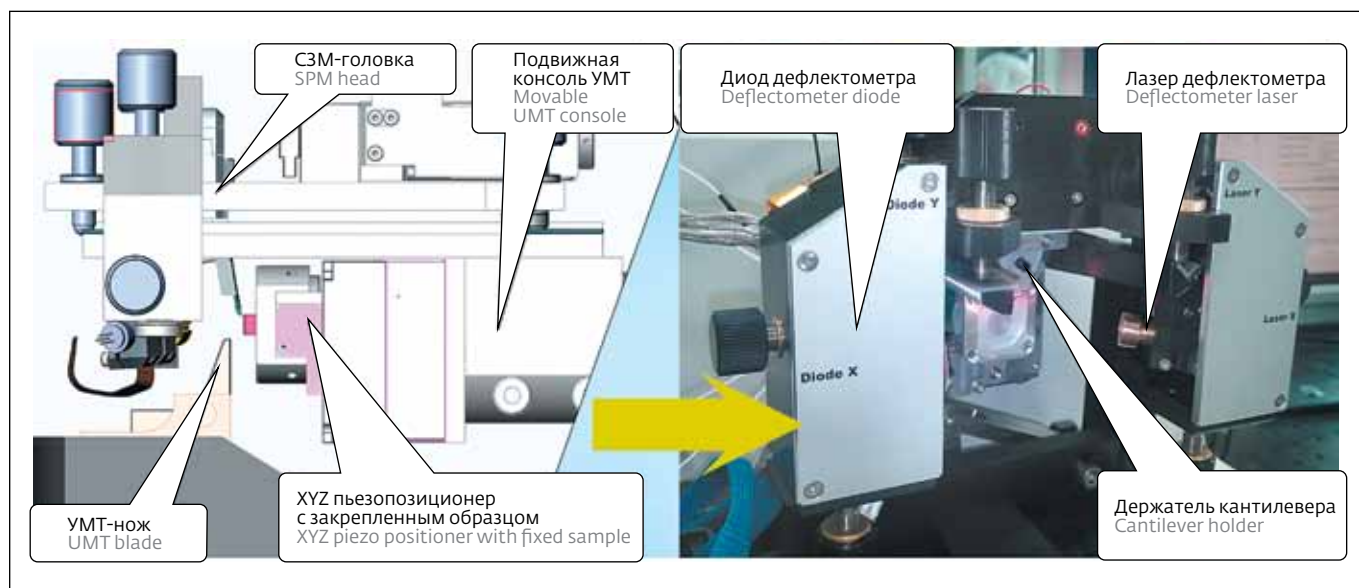 СЗМ-головка
SPM head
Подвижная
консоль УМТ
Movable
UMT console
Диод дефлектометра
Deflectometer diode
Лазер дефлектометра
Deflectometer laser
Diode Y
Laser Y
Laser X
Diode X
УМТ-нож
UMT blade
XYZ пьезопозиционер
с закрепленным образцом
XYZ piezo positioner with fixed sample
Держатель кантилевера
Cantilever holder